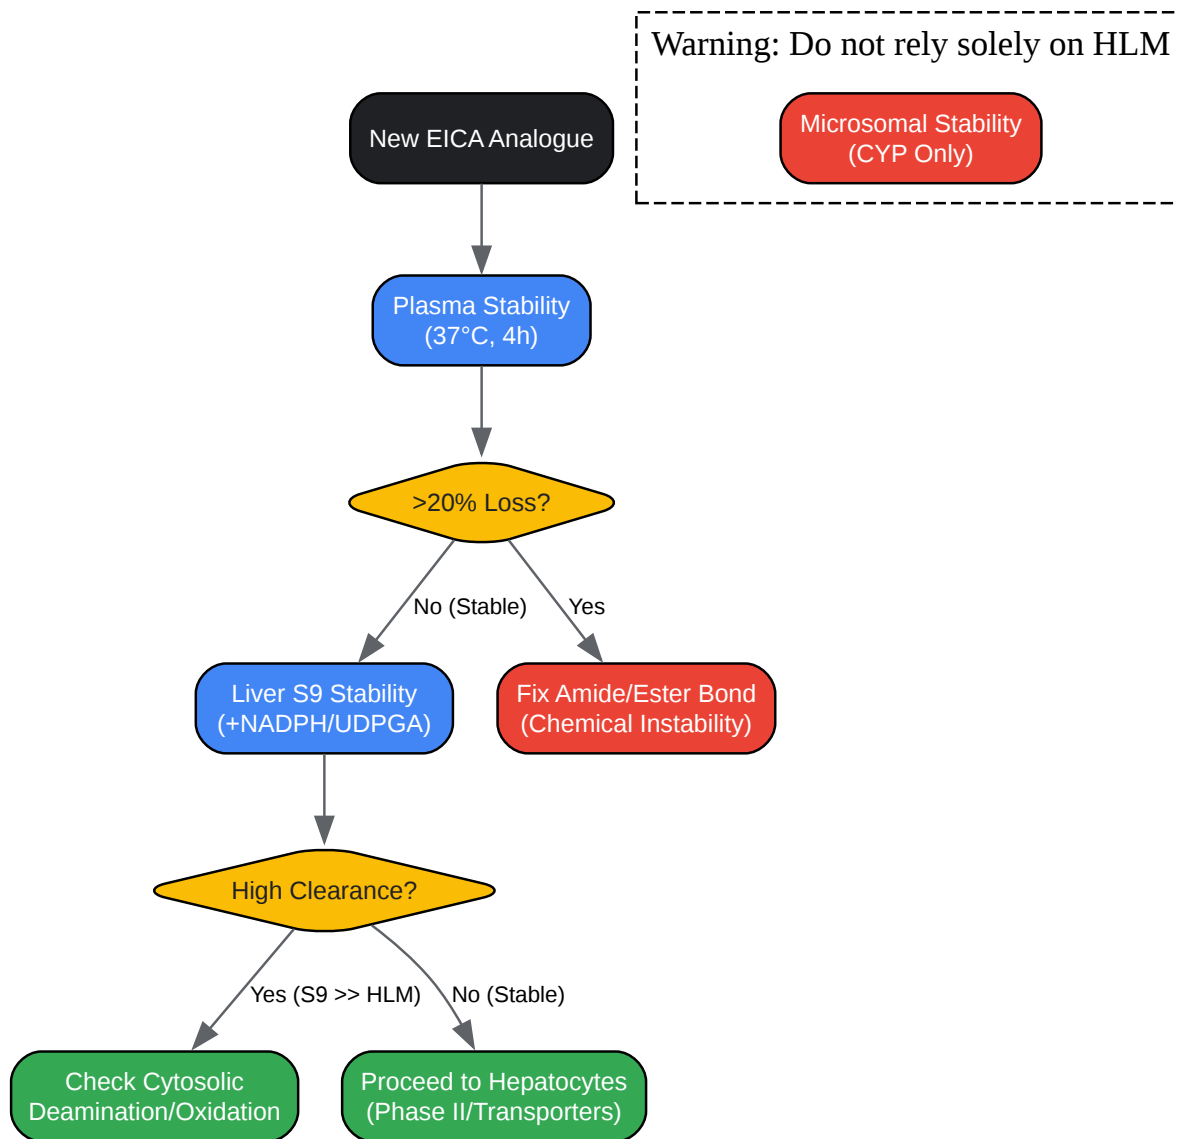 Warning: Do not rely solely on HLM
New EICA Analogue
Microsomal Stability
(CYP Only)
Plasma Stability
(37°C, 4h)
>20% Loss?
No (Stable)
Yes
Liver S9 Stability
(+NADPH/UDPGA)
Fix Amide/Ester Bond
(Chemical Instability)
High Clearance?
Yes (S9 >> HLM)
No (Stable)
Check Cytosolic
Deamination/Oxidation
Proceed to Hepatocytes
(Phase II/Transporters)